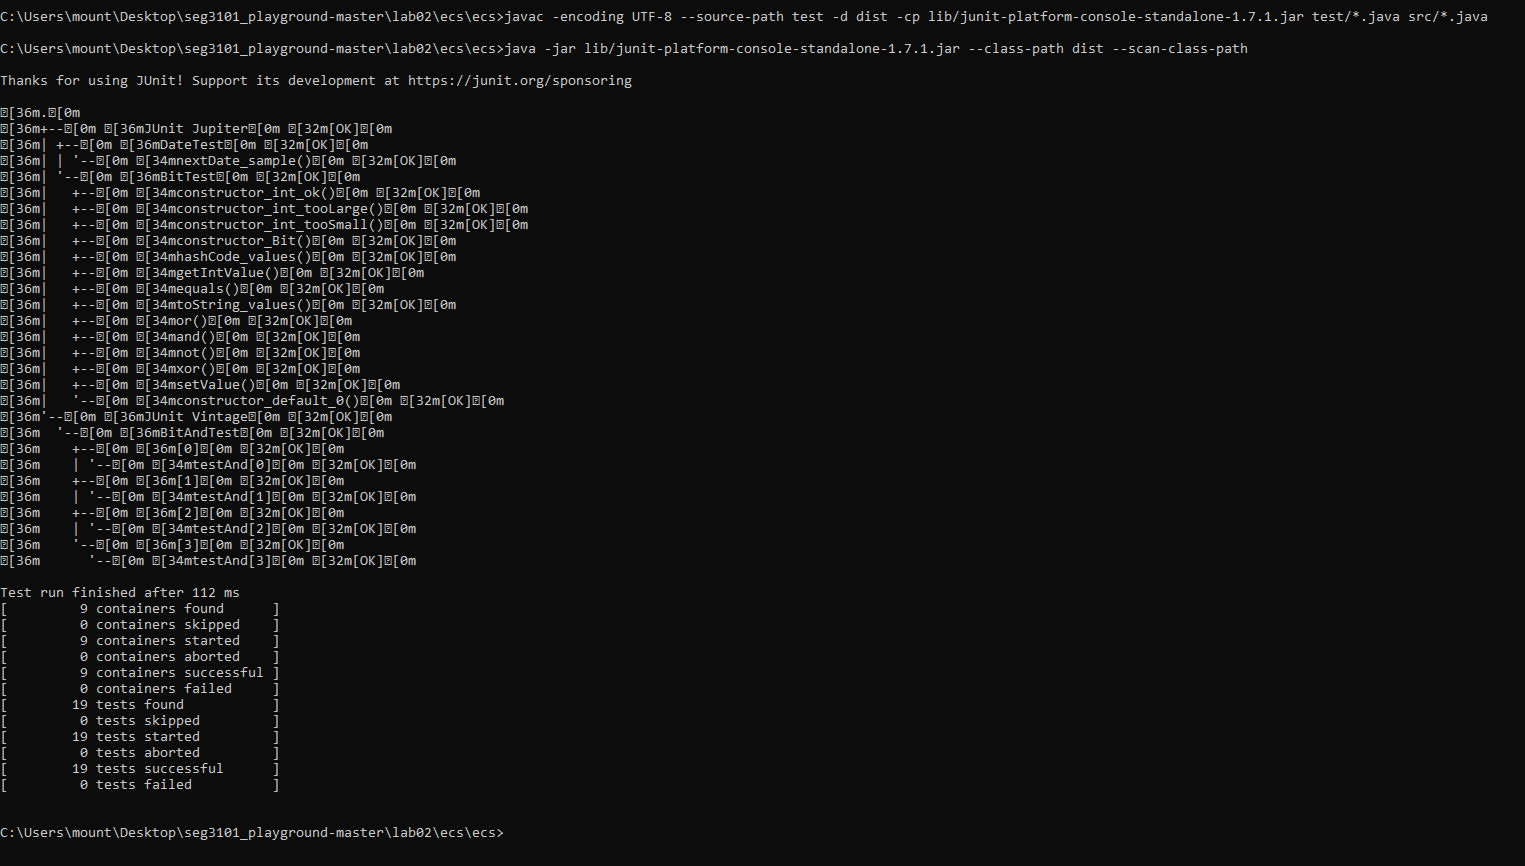 C:\Users\mount\Desktop\seg3101_playground-master\lab02\ecs\ecs>javac -encoding UTF-8 --source-path test -d dist -cp lib/junit-platform-console-standalone-1.7.1.jar test/*.java src/*.java
C:\Users\mount\Desktop\seg3101_playground-master\lab02\ecs\ecs>java -jar lib/junit-platform-console-standalone-1.7.1.jar --class-path dist --scan-class-path
Thanks for using JUnit! Support its development at https://junit.org/sponsoring
⍰[36m.⍰[0m
⍰[36m+--⍰[0m ⍰[36mJUnit Jupiter⍰[0m ⍰[32m[OK]⍰[0m
⍰[36m| +--⍰[0m ⍰[36mDateTest⍰[0m ⍰[32m[OK]⍰[0m
⍰[36m| | '--⍰[0m ⍰[34mnextDate_sample()⍰[0m ⍰[32m[OK]⍰[0m
⍰[36m| '--⍰[0m ⍰[36mBitTest⍰[0m ⍰[32m[OK]⍰[0m
⍰[36m|   +--⍰[0m ⍰[34mconstructor_int_ok()⍰[0m ⍰[32m[OK]⍰[0m
⍰[36m|   +--⍰[0m ⍰[34mconstructor_int_tooLarge()⍰[0m ⍰[32m[OK]⍰[0m
⍰[36m|   +--⍰[0m ⍰[34mconstructor_int_tooSmall()⍰[0m ⍰[32m[OK]⍰[0m
⍰[36m|   +--⍰[0m ⍰[34mconstructor_Bit()⍰[0m ⍰[32m[OK]⍰[0m
⍰[36m|   +--⍰[0m ⍰[34mhashCode_values()⍰[0m ⍰[32m[OK]⍰[0m
⍰[36m|   +--⍰[0m ⍰[34mgetIntValue()⍰[0m ⍰[32m[OK]⍰[0m
⍰[36m|   +--⍰[0m ⍰[34mequals()⍰[0m ⍰[32m[OK]⍰[0m
⍰[36m|   +--⍰[0m ⍰[34mtoString_values()⍰[0m ⍰[32m[OK]⍰[0m
⍰[36m|   +--⍰[0m ⍰[34mor()⍰[0m ⍰[32m[OK]⍰[0m
⍰[36m|   +--⍰[0m ⍰[34mand()⍰[0m ⍰[32m[OK]⍰[0m
⍰[36m|   +--⍰[0m ⍰[34mnot()⍰[0m ⍰[32m[OK]⍰[0m
⍰[36m|   +--⍰[0m ⍰[34mxor()⍰[0m ⍰[32m[OK]⍰[0m
⍰[36m|   +--⍰[0m ⍰[34msetValue()⍰[0m ⍰[32m[OK]⍰[0m
⍰[36m|   '--⍰[0m ⍰[34mconstructor_default_0()⍰[0m ⍰[32m[OK]⍰[0m
⍰[36m'--⍰[0m ⍰[36mJUnit Vintage⍰[0m ⍰[32m[OK]⍰[0m
⍰[36m  '--⍰[0m ⍰[36mBitAndTest⍰[0m ⍰[32m[OK]⍰[0m
⍰[36m    +--⍰[0m ⍰[36m[0]⍰[0m ⍰[32m[OK]⍰[0m
⍰[36m    | '--⍰[0m ⍰[34mtestAnd[0]⍰[0m ⍰[32m[OK]⍰[0m
⍰[36m    +--⍰[0m ⍰[36m[1]⍰[0m ⍰[32m[OK]⍰[0m
⍰[36m    | '--⍰[0m ⍰[34mtestAnd[1]⍰[0m ⍰[32m[OK]⍰[0m
⍰[36m    +--⍰[0m ⍰[36m[2]⍰[0m ⍰[32m[OK]⍰[0m
⍰[36m    | '--⍰[0m ⍰[34mtestAnd[2]⍰[0m ⍰[32m[OK]⍰[0m
⍰[36m    '--⍰[0m ⍰[36m[3]⍰[0m ⍰[32m[OK]⍰[0m
⍰[36m      '--⍰[0m ⍰[34mtestAnd[3]⍰[0m ⍰[32m[OK]⍰[0m
Test run finished after 112 ms
[         9 containers found      ]
[         0 containers skipped    ]
[         9 containers started    ]
[         0 containers aborted    ]
[         9 containers successful ]
[         0 containers failed     ]
[        19 tests found           ]
[         0 tests skipped         ]
[        19 tests started         ]
[         0 tests aborted         ]
[        19 tests successful      ]
[         0 tests failed          ]
C:\Users\mount\Desktop\seg3101_playground-master\lab02\ecs\ecs>